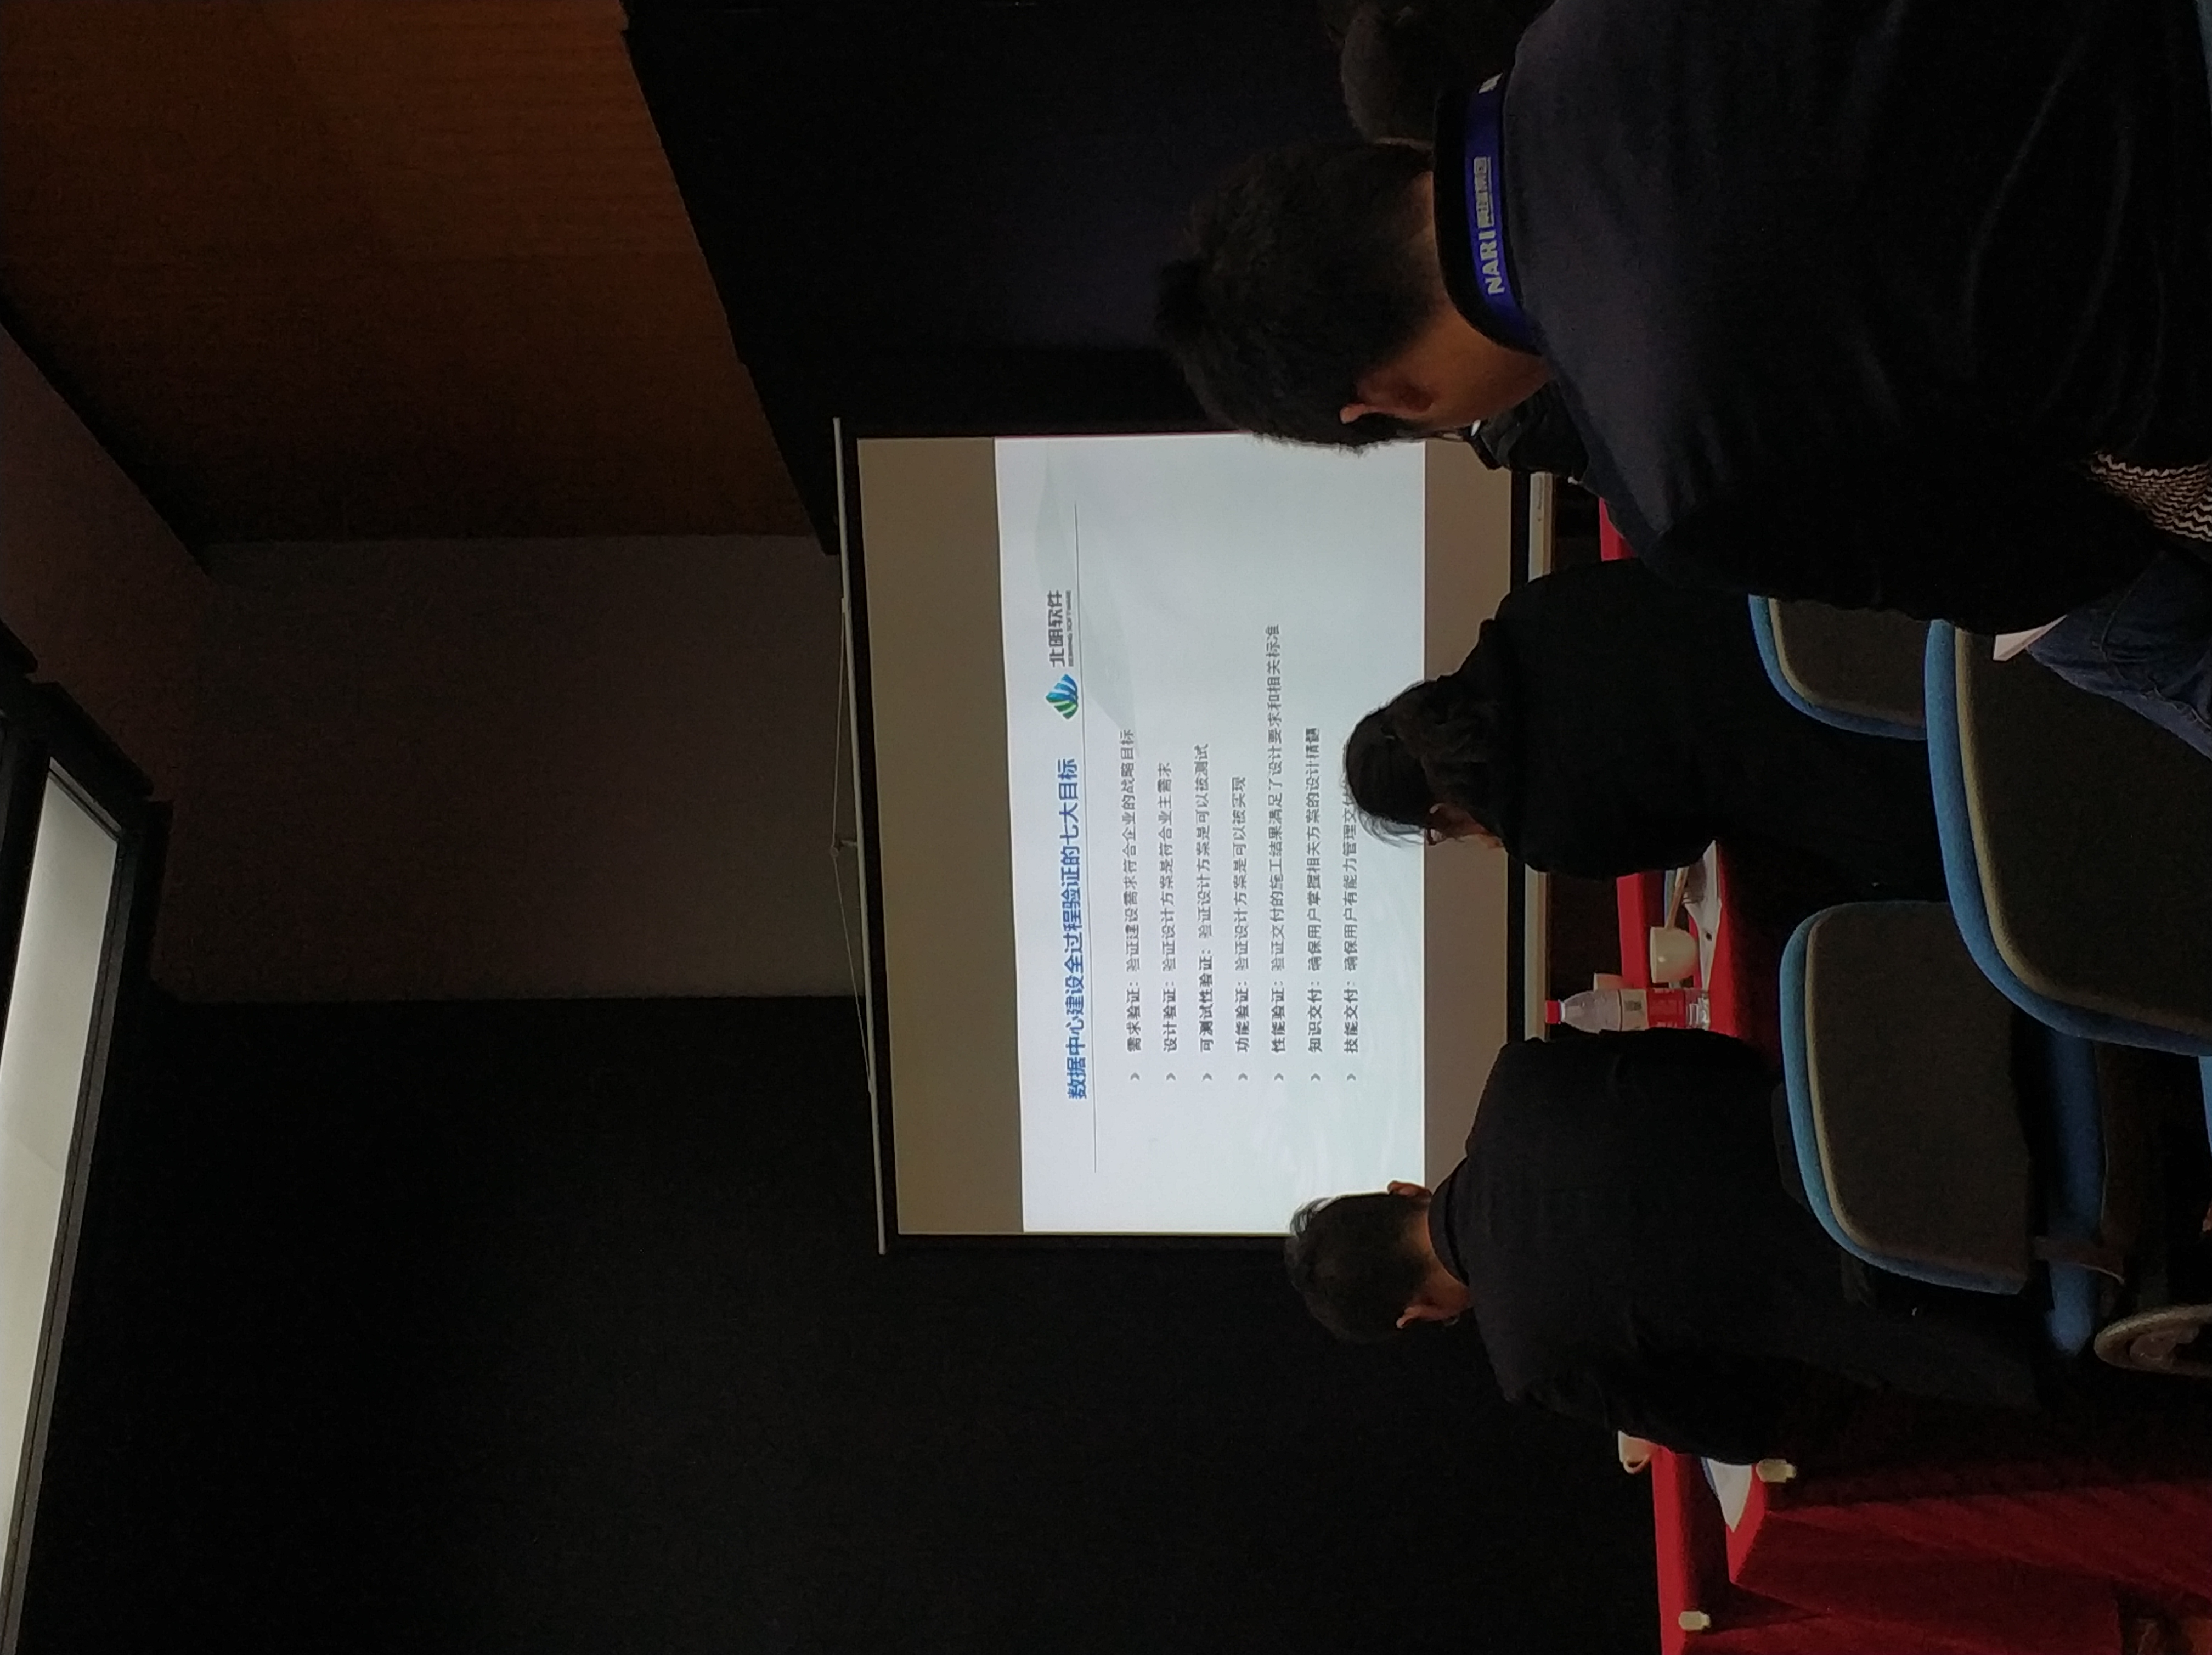 数据中心建设全过程验证的七大目标
北明软件
BEIMING SOFTWARE
» 需求验证：验证建设需求符合企业的战略目标
» 设计验证：验证设计方案是符合业主需求
» 可测试性验证：验证设计方案是可以被测试
» 功能验证：验证设计方案是可以被实现
» 性能验证：验证交付的施工结果满足了设计要求和相关标准
» 知识交付：确保用户掌握相关方案的设计精髓
» 技能交付：确保用户有能力管理交付
NARI